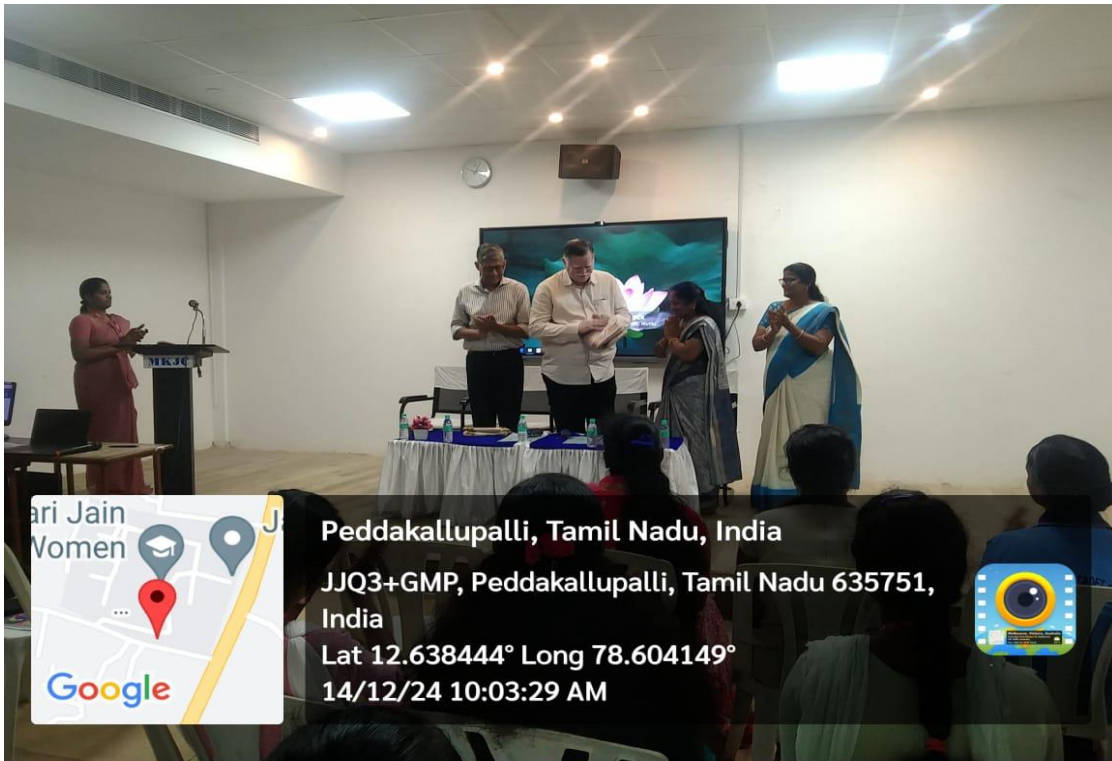 MKJC
ari Jain
Women
J
Google
Peddakallupalli, Tamil Nadu, India
JJQ3+GMP, Peddakallupalli, Tamil Nadu 635751,
India
Lat 12.638444° Long 78.604149°
14/12/24 10:03:29 AM